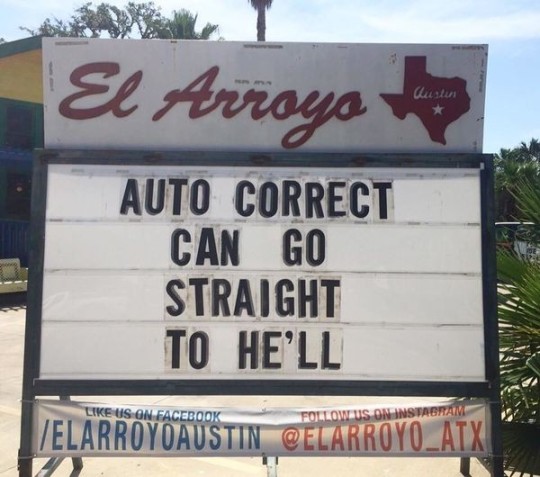 El Arroyo
Austin
AUTO CORRECT
CAN GO
STRAIGHT
TO HE'LL
LIKE US ON FACEBOOK
/ELARROYOAUSTIN
FOLLOW US ON INSTAGRAM
@ELARROYO_ATX